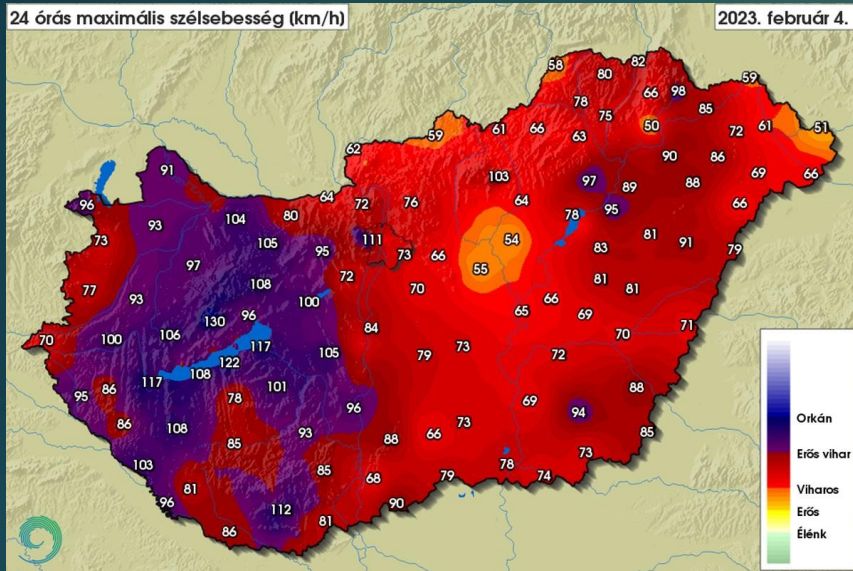 24 órás maximális szélsebesség (km/h) 2023. február 4.
58 82
80 59
66 98
78 85
59 61 66 75 50 72 61 51
62 63
91 90 86
103 97 89 88 69 66
96 64 72 76 64
93 104 80 78 95 66
73 105 95 111 73 66 54 83 81 91 79
97 55
77 93 108 100 72 70 81 81
130 96 65 66 69
70 100 106 117 84 70 71
122 105 79 73 72
117 108
95 86 78 101 69 88
96 94
86 108 85 93 88 66 73 85
103 85 68 79 78 74 73
81
96 112 90
86 81
Orkán
Erős vihar
Viharos
Erős
Élénk